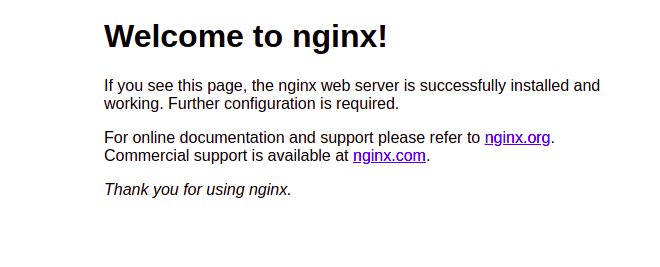 Welcome to nginx!
If you see this page, the nginx web server is successfully installed and
working. Further configuration is required.
For online documentation and support please refer to nginx.org.
Commercial support is available at nginx.com.
Thank you for using nginx.